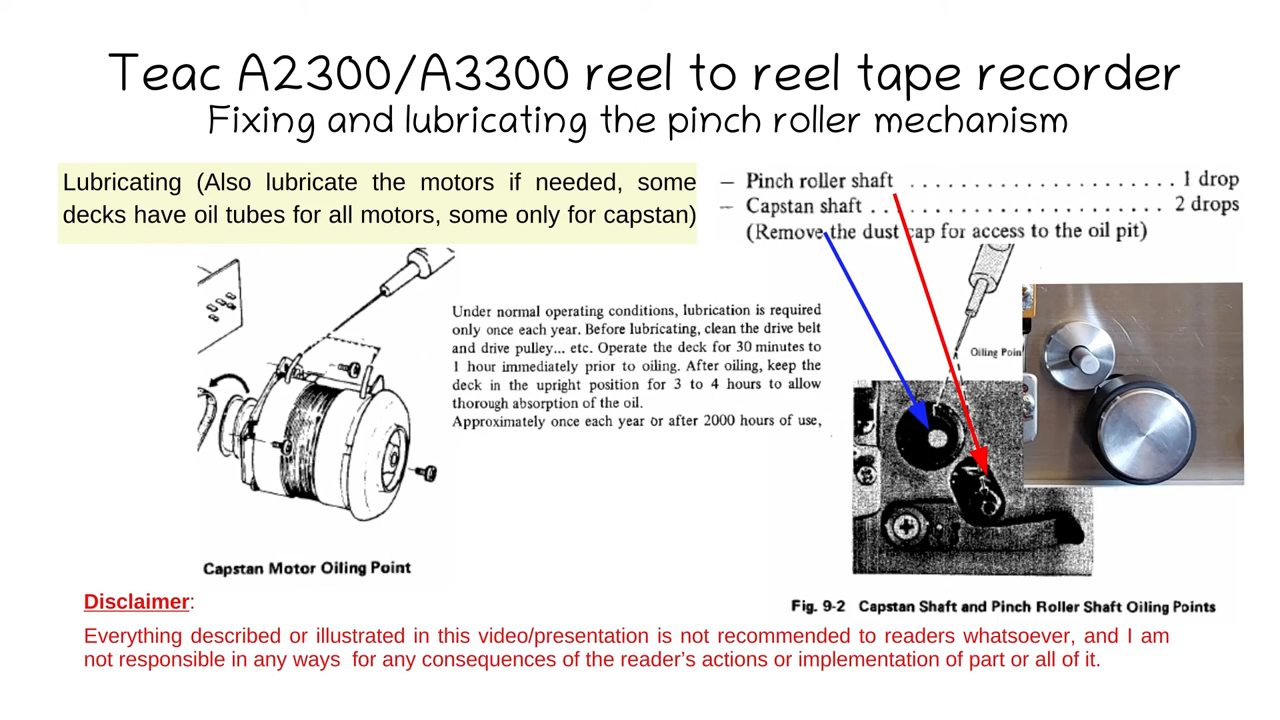 Teac A2300/A3300 reel to reel tape recorder
Fixing and lubricating the pinch roller mechanism
Lubricating (Also lubricate the motors if needed, some
decks have oil tubes for all motors, some only for capstan)
— Pinch roller shaft . . . . . . . . . . . . . . . . . . . . . . . . 1 drop
— Capstan shaft . . . . . . . . . . . . . . . . . . . . . . . . . . . 2 drops
(Remove the dust cap for access to the oil pit)
Under normal operating conditions, lubrication is required
only once each year. Before lubricating, clean the drive belt
and drive pulley... etc. Operate the deck for 30 minutes to
1 hour immediately prior to oiling. After oiling, keep the
deck in the upright position for 3 to 4 hours to allow
thorough absorption of the oil.
Approximately once each year or after 2000 hours of use,
Oiling Poin
Capstan Motor Oiling Point
Fig. 9-2 Capstan Shaft and Pinch Roller Shaft Oiling Points
Disclaimer:
Everything described or illustrated in this video/presentation is not recommended to readers whatsoever, and I am
not responsible in any ways for any consequences of the reader's actions or implementation of part or all of it.